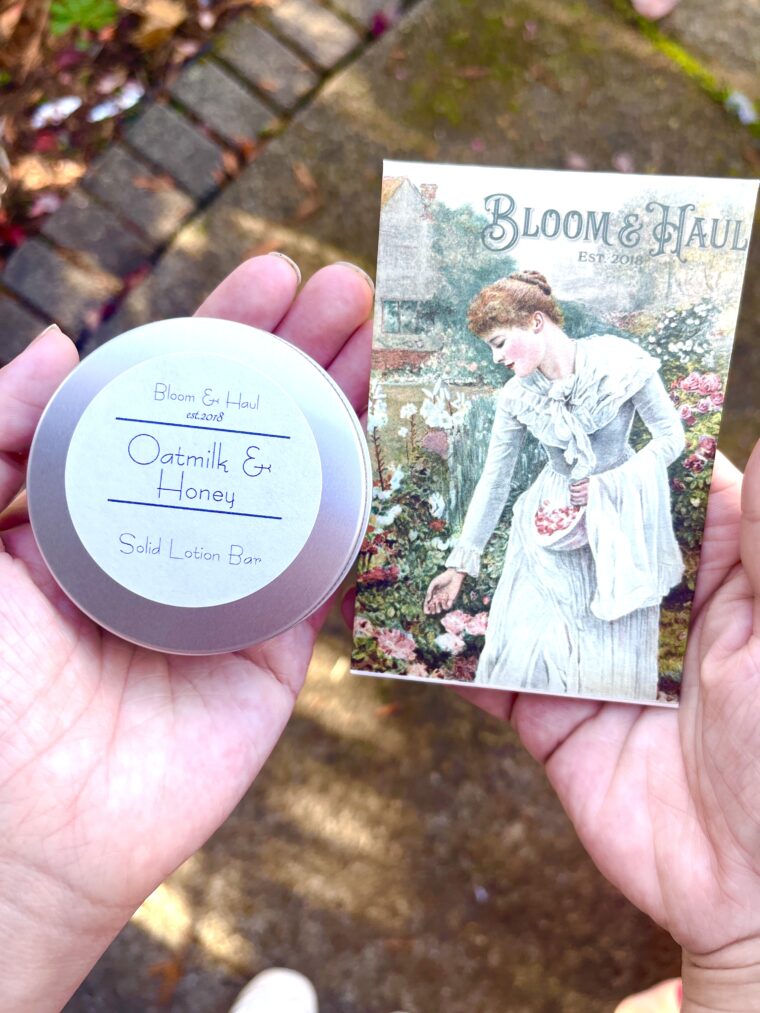 Bloom & Haul
est.2018
Oatmilk &
Honey
Solid Lotion Bar
BLOOM & HAUL
EST. 2018